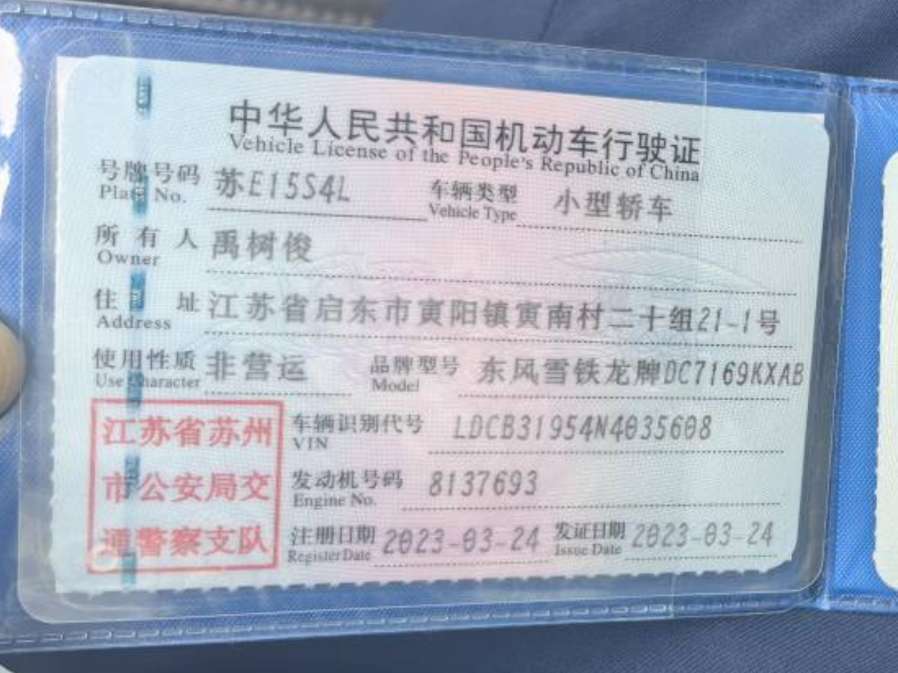 中华人民共和国机动车行驶证
Vehicle License of the People's Republic of China
号牌号码 苏E15S4L 车辆类型 小型轿车
Plate No. Vehicle Type
所有人 禹树俊
Owner
住址 江苏省启东市寅阳镇寅南村二十组21-1号
Address
使用性质 非营运 品牌型号 东风雪铁龙牌DC7169KXAB
Use Character Model
江苏省苏州
市公安局交
通警察支队
车辆识别代号 LDCB31954N4035608
VIN
发动机号码 8137693
Engine No.
注册日期 2023-03-24 发证日期 2023-03-24
Register Date Issue Date